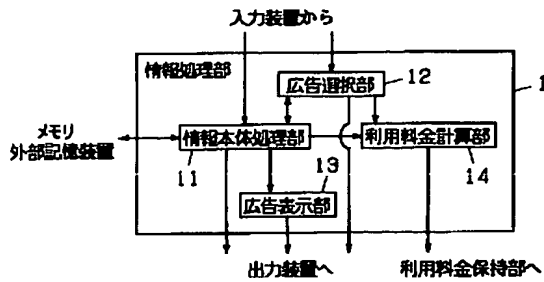 入力装置から
情報処理部
広告選択部
12
1
メモリ
外部記憶装置
情報本体処理部
利用料金計算部
11
13
14
広告表示部
出力装置へ
利用料金保持部へ